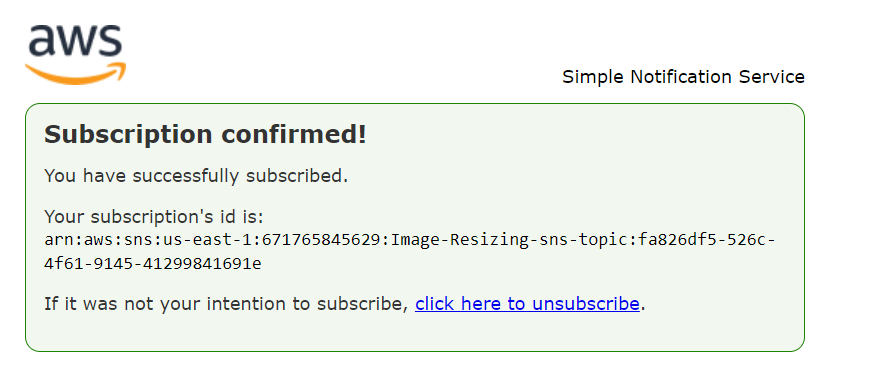 aws
Simple Notification Service
Subscription confirmed!
You have successfully subscribed.
Your subscription's id is:
arn:aws:sns:us-east-1:671765845629:Image-Resizing-sns-topic:fa826df5-526c-
4f61-9145-41299841691e
If it was not your intention to subscribe, click here to unsubscribe.